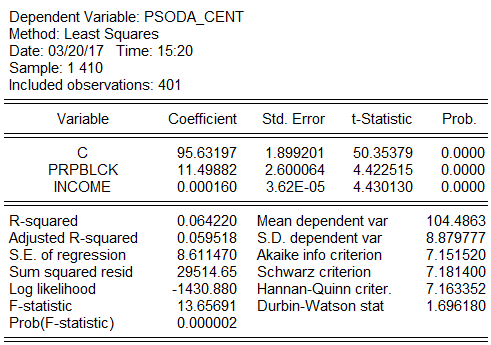 Dependent Variable: PSODA_CENT
Method: Least Squares
Date: 03/20/17 Time: 15:20
Sample: 1 410
Included observations: 401
Variable Coefficient Std. Error t-Statistic Prob.
C 95.63197 1.899201 50.35379 0.0000
PRPBLCK 11.49882 2.600064 4.422515 0.0000
INCOME 0.000160 3.62E-05 4.430130 0.0000
R-squared 0.064220 Mean dependent var 104.4863
Adjusted R-squared 0.059518 S.D. dependent var 8.879777
S.E. of regression 8.611470 Akaike info criterion 7.151520
Sum squared resid 29514.65 Schwarz criterion 7.181400
Log likelihood -1430.880 Hannan-Quinn criter. 7.163352
F-statistic 13.65691 Durbin-Watson stat 1.696180
Prob(F-statistic) 0.000002